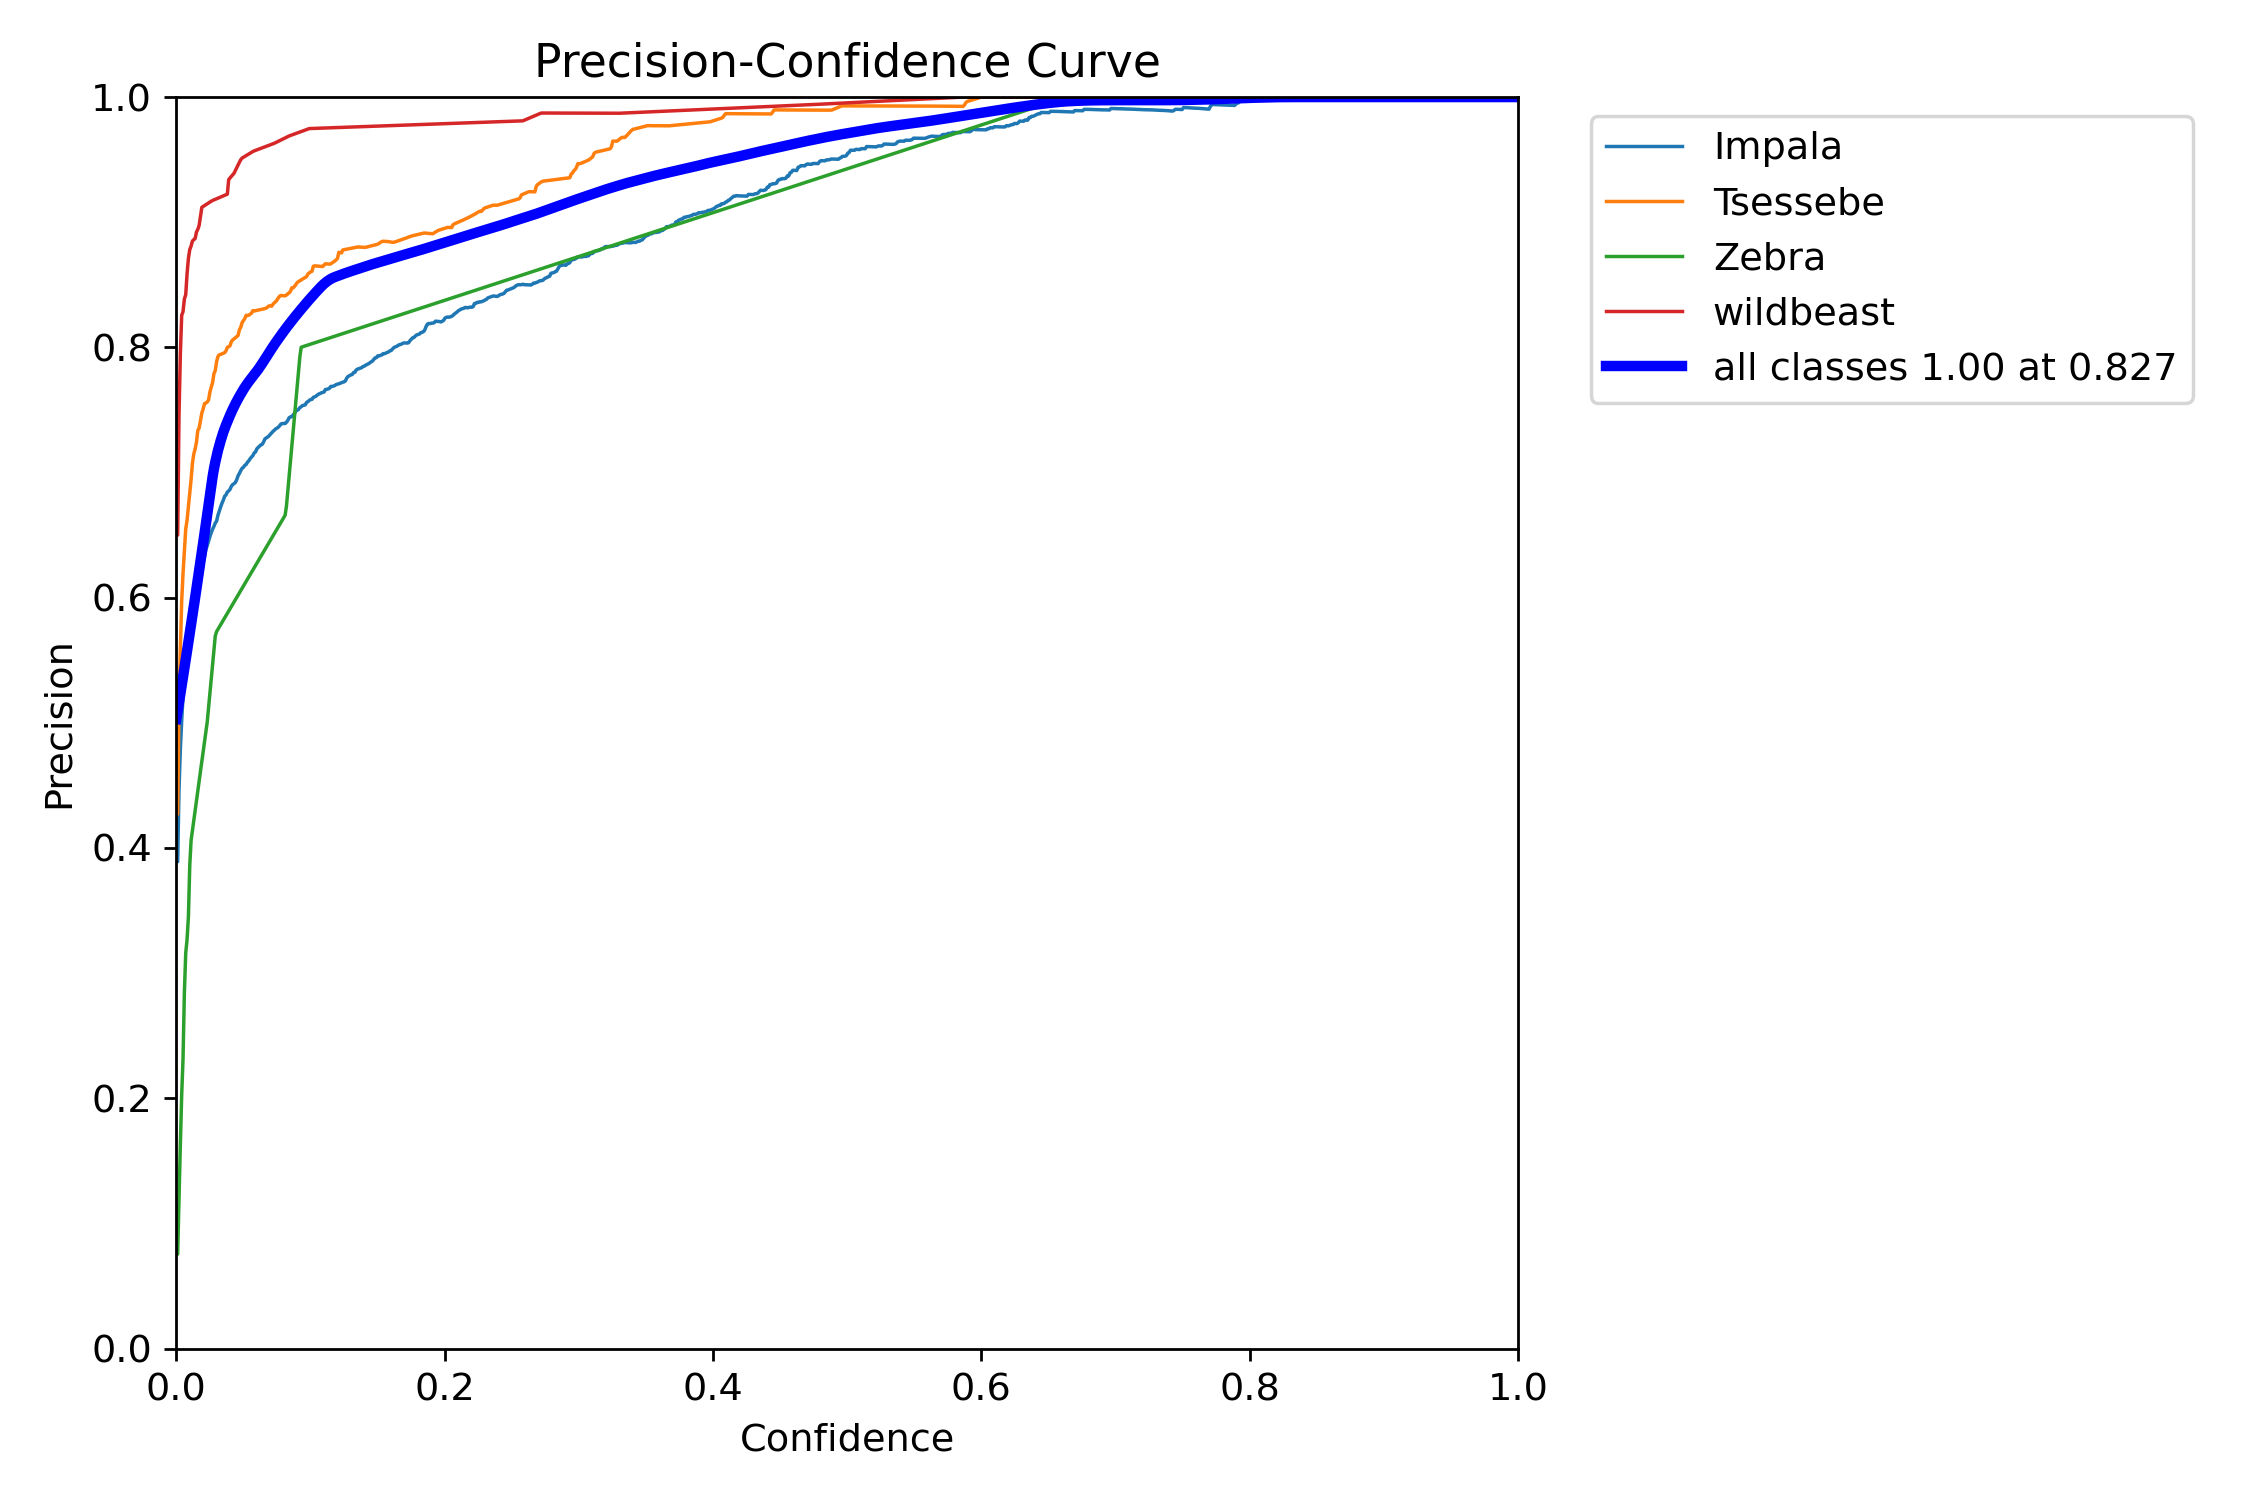 Precision-Confidence Curve
1.0
0.8
0.6
0.4
0.2
0.0
Precision
0.0 0.2 0.4 0.6 0.8 1.0
Confidence
Impala
Tsessebe
Zebra
wildbeast
all classes 1.00 at 0.827